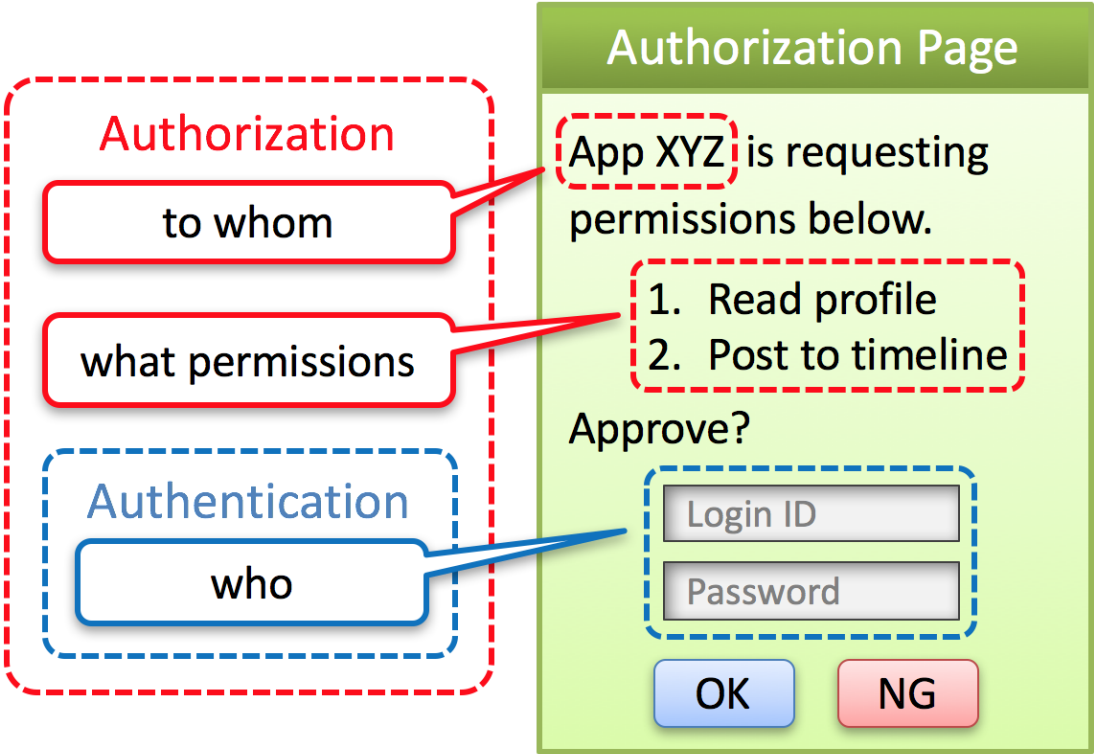 Authorization
to whom
what permissions
Authentication
who
Authorization Page
App XYZ is requesting
permissions below.
1. Read profile
2. Post to timeline
Approve?
Login ID
Password
OK
NG